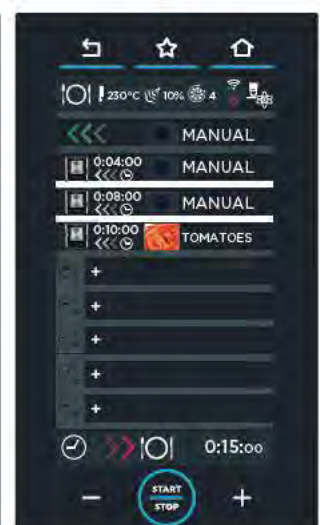 230°C 10% 4
MANUAL
0:04:00 MANUAL
0:08:00 MANUAL
0:10:00 TOMATOES
+
+
+
+
+
0:15:00
− START STOP +